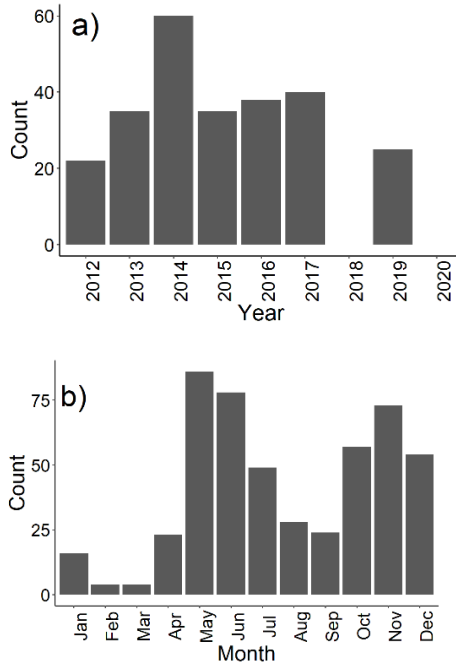 a)
Count
60
40
20
0
2012 2013 2014 2015 2016 2017 2018 2019 2020
Year
b)
Count
75
50
25
0
Jan Feb Mar Apr May Jun Jul Aug Sep Oct Nov Dec
Month